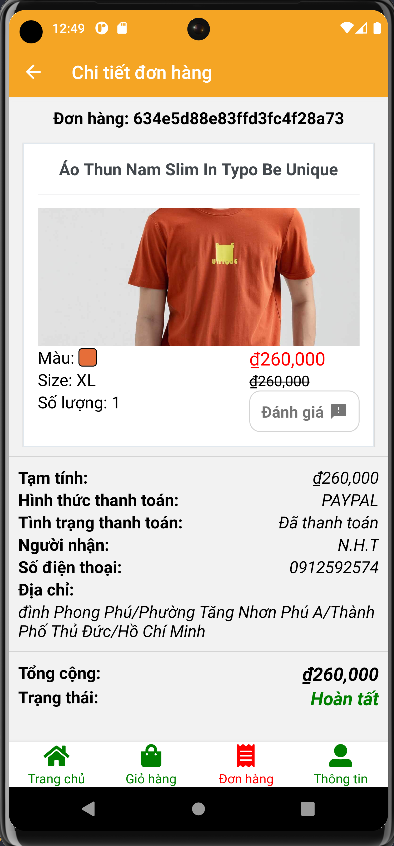 12:49
Chi tiết đơn hàng
Đơn hàng: 634e5d88e83ffd3fc4f28a73
Áo Thun Nam Slim In Typo Be Unique
UNIQUE
Màu:
₫260,000
Size: XL
₫260,000
Số lượng: 1
Đánh giá
Tạm tính: ₫260,000
Hình thức thanh toán: PAYPAL
Tình trạng thanh toán: Đã thanh toán
Người nhận: N.H.T
Số điện thoại: 0912592574
Địa chỉ:
đình Phong Phú/Phường Tăng Nhơn Phú A/Thành
Phố Thủ Đức/Hồ Chí Minh
Tổng cộng: ₫260,000
Trạng thái: Hoàn tất
Trang chủ Giỏ hàng Đơn hàng Thông tin